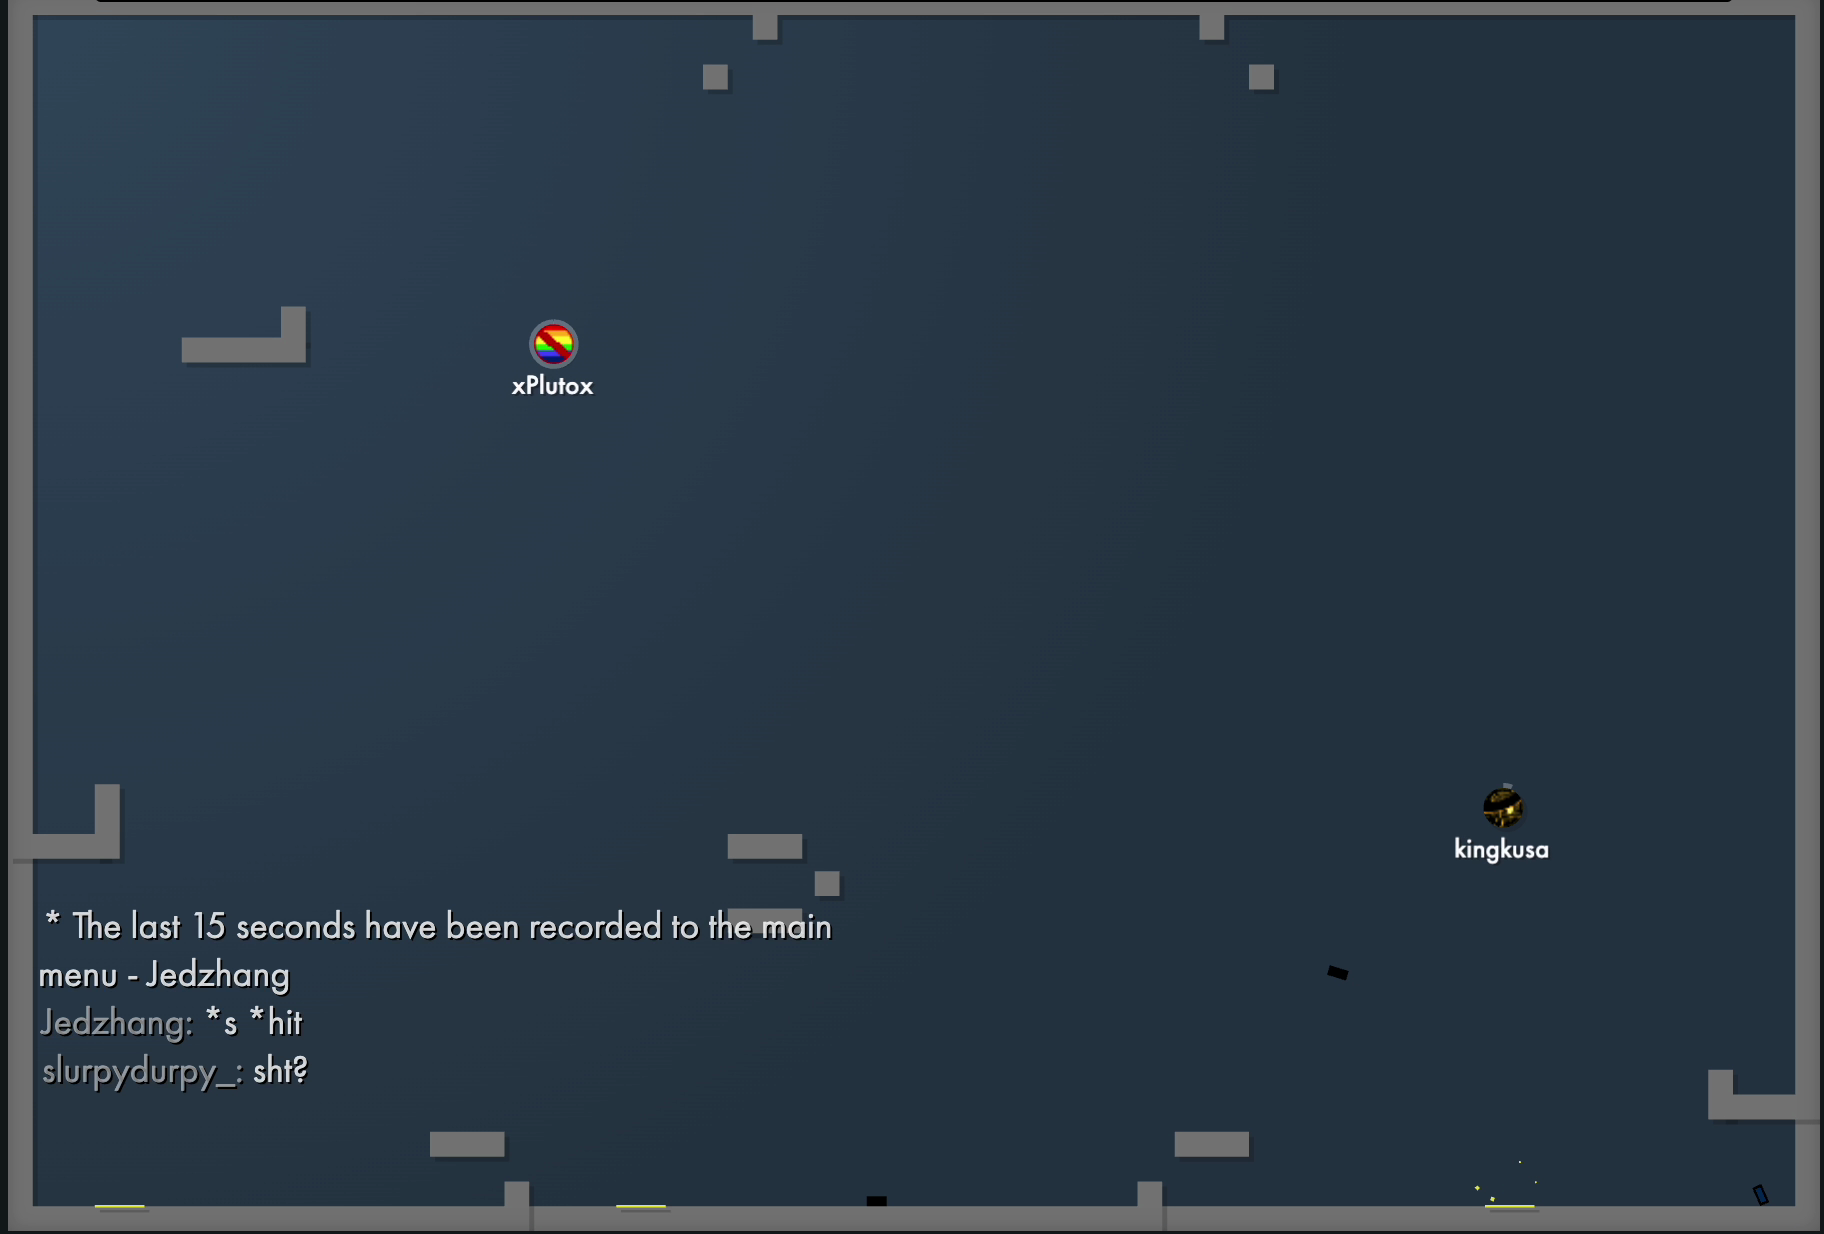 xPlutox
kingkusa
* The last 15 seconds have been recorded to the main
menu - Jedzhang
Jedzhang: *s *hit
slurpydurpy_: sht?